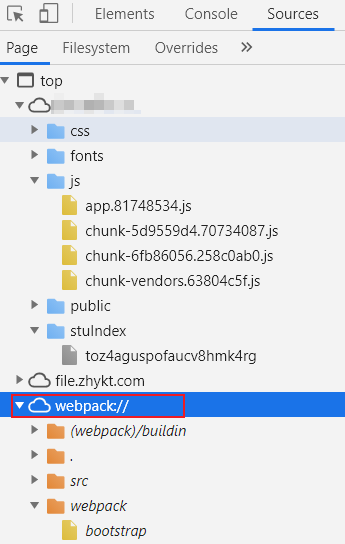 Elements Console Sources
Page Filesystem Overrides »
top
css
fonts
js
app.81748534.js
chunk-5d9559d4.70734087.js
chunk-6fb86056.258c0ab0.js
chunk-vendors.63804c5f.js
public
stuIndex
toz4aguspofaucv8hmk4rg
file.zhykt.com
webpack://
(webpack)/buildin
.
src
webpack
bootstrap